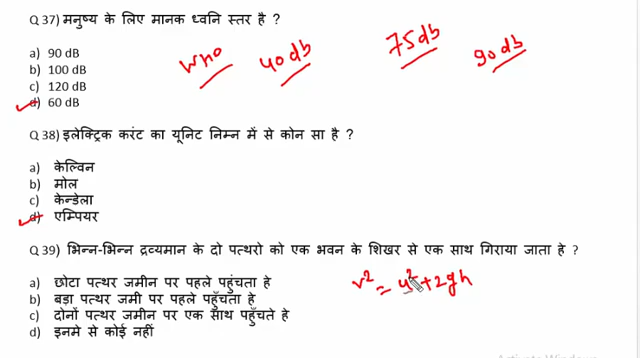 Q 37) मनुष्य के लिए मानक ध्वनि स्तर है ?
a) 90 dB
b) 100 dB
c) 120 dB
d) 60 dB
who 40 db 75 db 90 db
Q 38) इलेक्ट्रिक करंट का यूनिट निम्न में से कोन सा है ?
a) केल्विन
b) मोल
c) केन्डेला
d) एम्पियर
Q 39) भिन्न-भिन्न द्रव्यमान के दो पत्थरो को एक भवन के शिखर से एक साथ गिराया जाता हे ?
a) छोटा पत्थर जमीन पर पहले पहुंचता हे
b) बड़ा पत्थर जमी पर पहले पहुँचता हे
c) दोनों पत्थर जमीन पर एक साथ पहुँचते हे
d) इनमे से कोई नहीं
v² = u² + 2gh